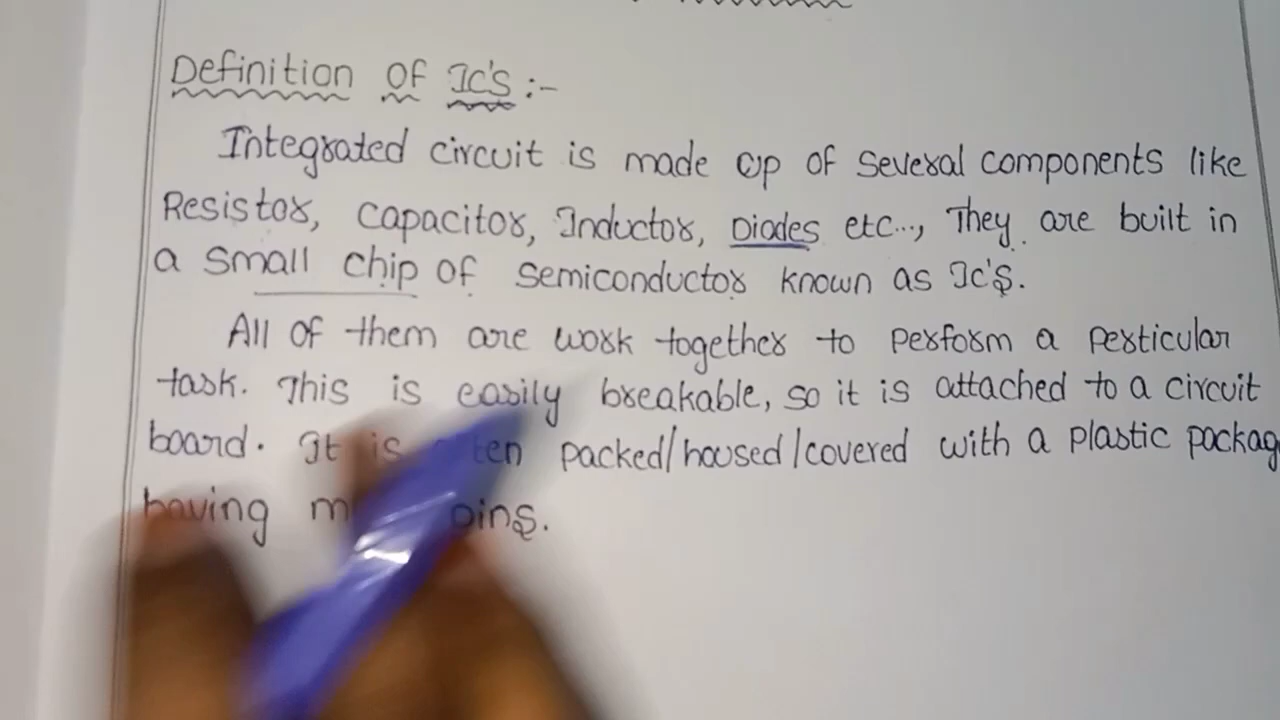 Definition of IC's :-
Integrated circuit is made up of several components like
Resistor, capacitor, Inductor, Diodes etc..., They are built in
a small chip of semiconductor known as IC's.
All of them are work together to perform a perticular
task. This is easily breakable, so it is attached to a circuit
board. It is often packed/housed/covered with a plastic packag
having pins.